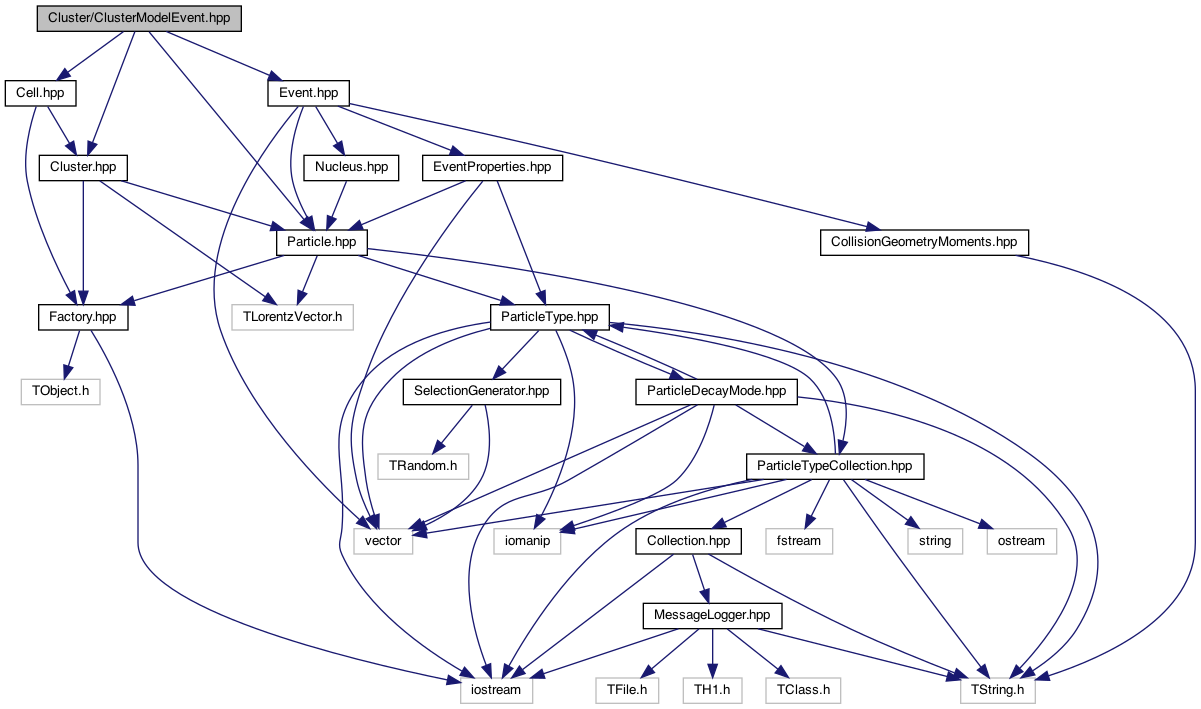 Cluster/ClusterModelEvent.hpp
Cell.hpp
Event.hpp
Cluster.hpp
Nucleus.hpp
EventProperties.hpp
Particle.hpp
CollisionGeometryMoments.hpp
Factory.hpp
TLorentzVector.h
ParticleType.hpp
TObject.h
SelectionGenerator.hpp
ParticleDecayMode.hpp
TRandom.h
ParticleTypeCollection.hpp
vector
iomanip
Collection.hpp
fstream
string
ostream
MessageLogger.hpp
iostream
TFile.h
TH1.h
TClass.h
TString.h